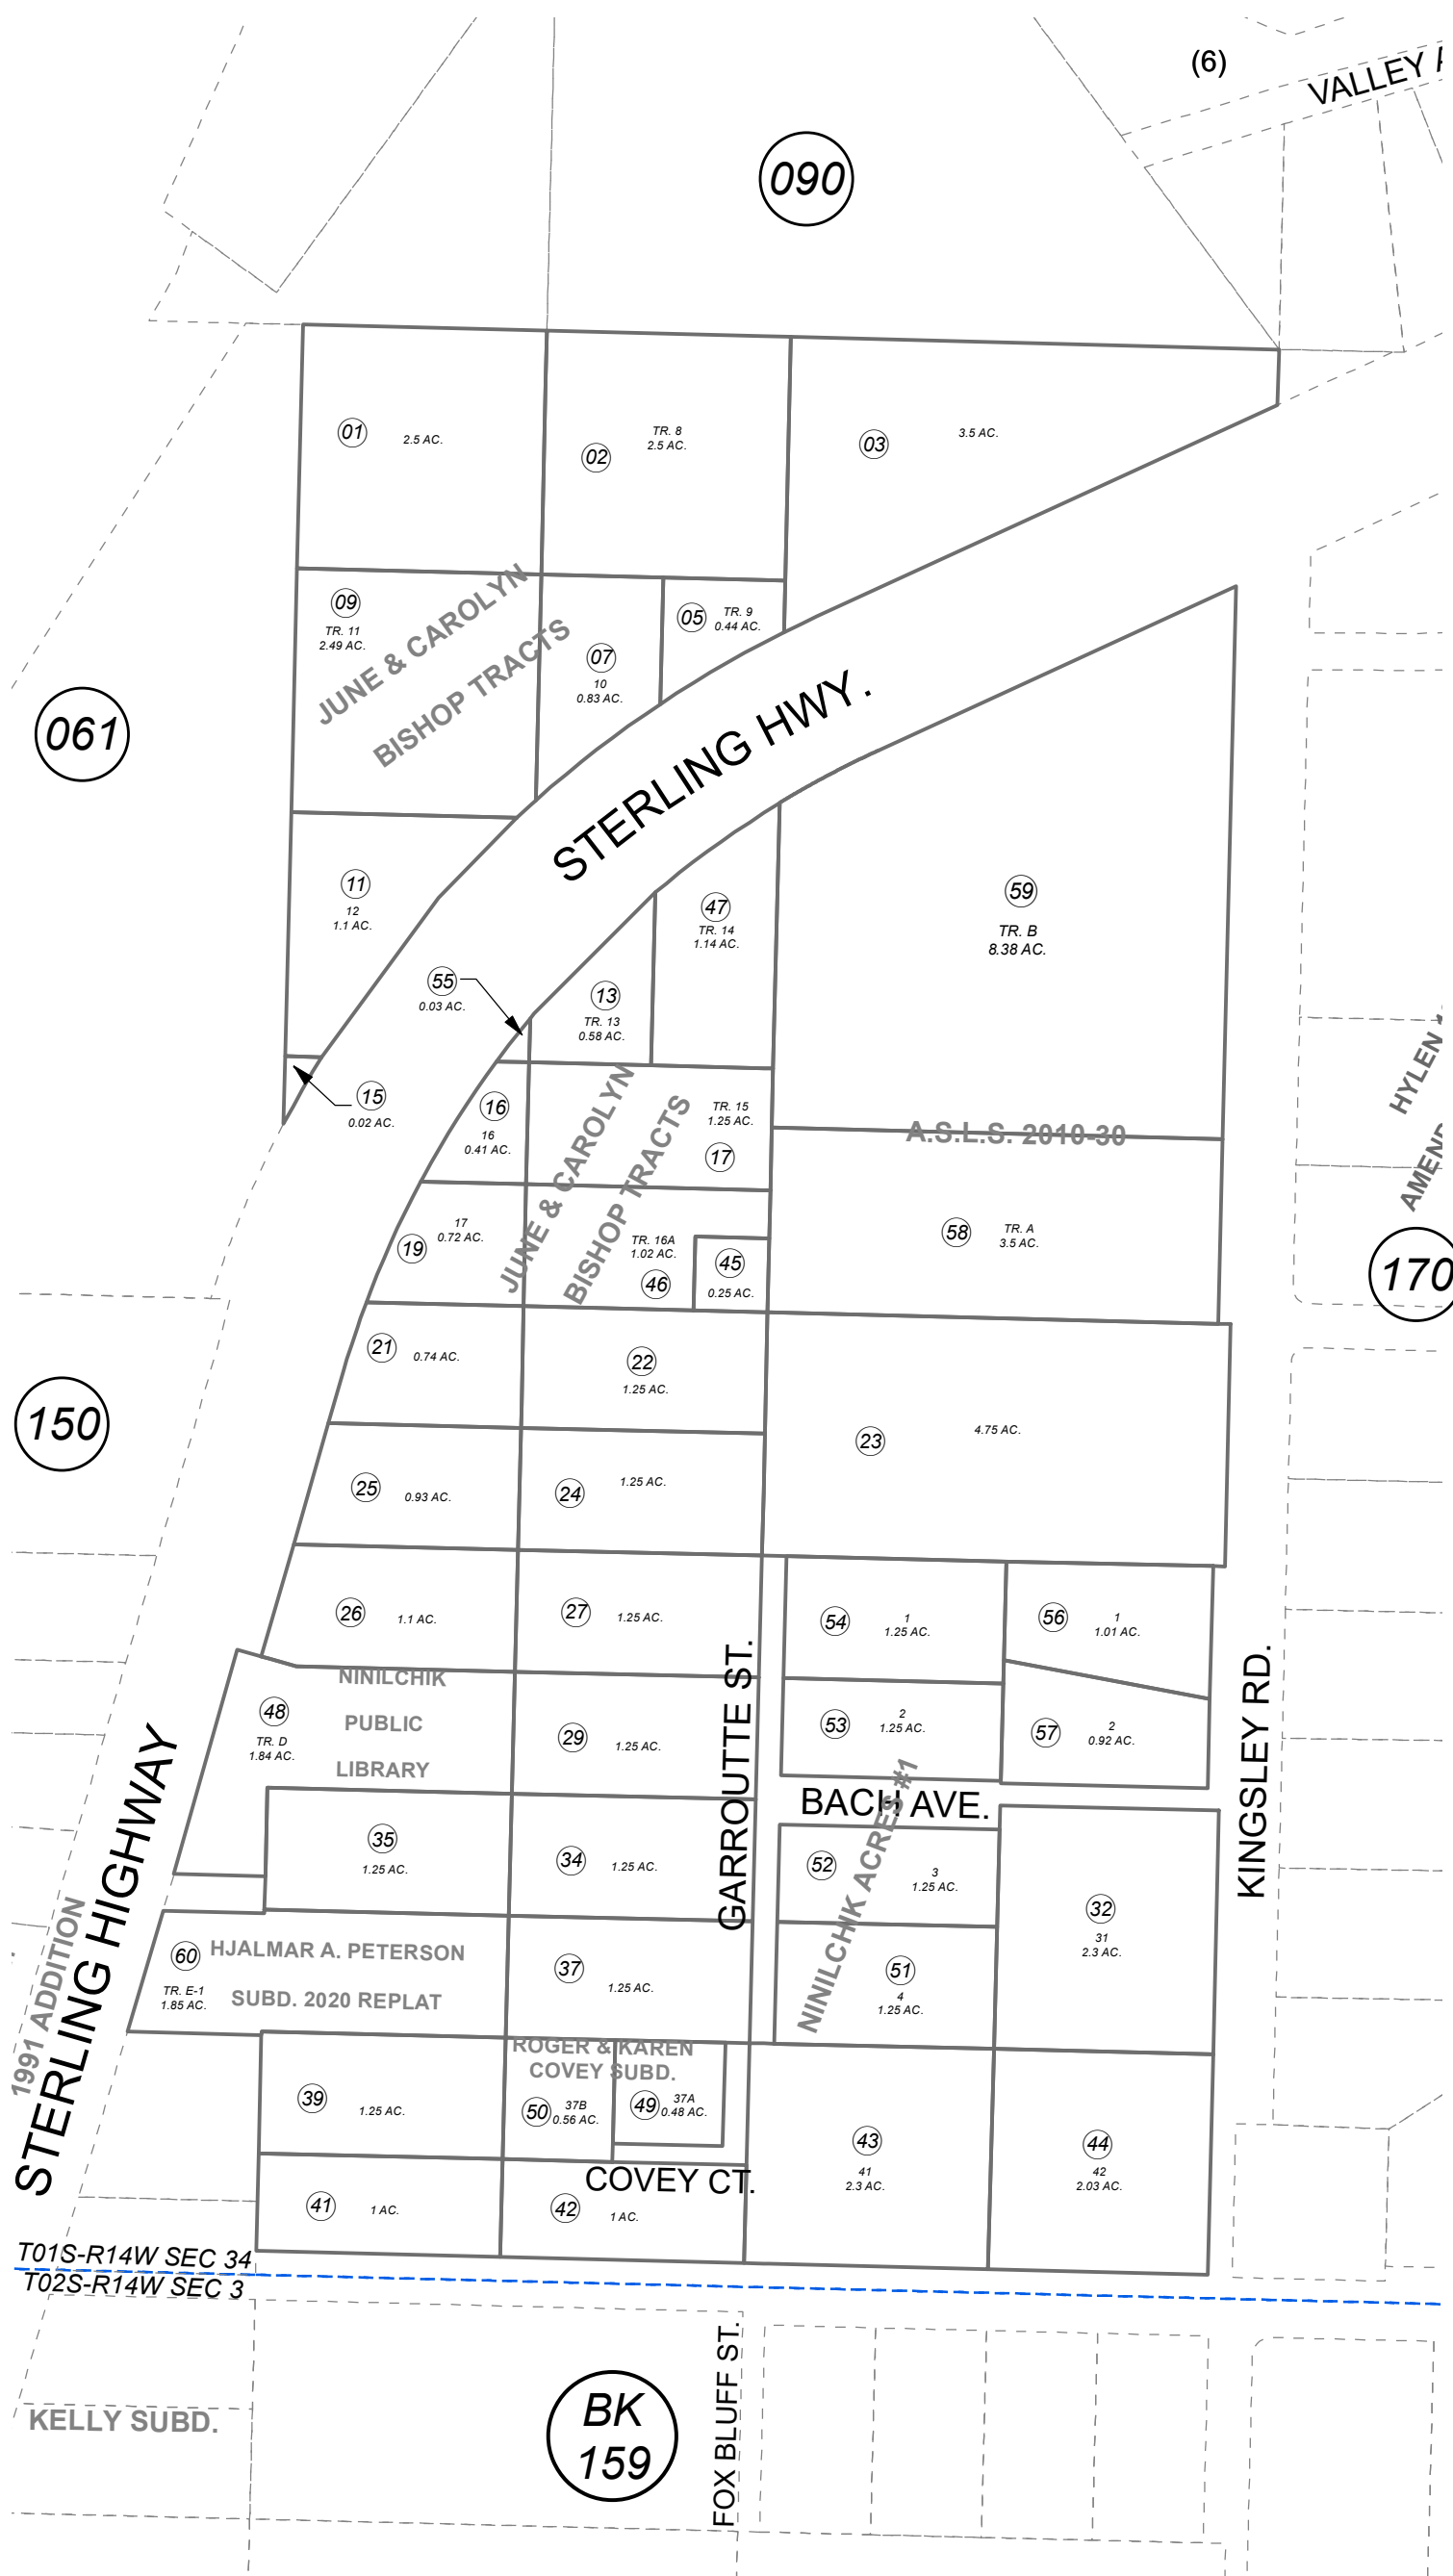 (6)
VALLEY
090
01
2.5 AC.
02
TR. 8
2.5 AC.
03
3.5 AC.
09
TR. 11
2.49 AC.
JUNE & CAROLYN
BISHOP TRACTS
07
10
0.83 AC.
05
TR. 9
0.44 AC.
061
STERLING HWY.
11
12
1.1 AC.
47
TR. 14
1.14 AC.
59
TR. B
8.38 AC.
55
0.03 AC.
13
TR. 13
0.58 AC.
15
0.02 AC.
16
16
0.41 AC.
JUNE & CAROLYN
BISHOP TRACTS
TR. 15
1.25 AC.
17
A.S.L.S. 2010-30
HYLEN
AMEND
17
0.72 AC.
19
TR. 16A
1.02 AC.
46
45
0.25 AC.
58
TR. A
3.5 AC.
170
21
0.74 AC.
22
1.25 AC.
150
23
4.75 AC.
25
0.93 AC.
24
1.25 AC.
26
1.1 AC.
27
1.25 AC.
54
1
1.25 AC.
56
1
1.01 AC.
GARROUTTE ST.
KINGSLEY RD.
NINILCHIK
PUBLIC
LIBRARY
48
TR. D
1.84 AC.
29
1.25 AC.
53
2
1.25 AC.
57
2
0.92 AC.
BACH AVE.
NINILCHIK ACRES #1
STERLING HIGHWAY
1991 ADDITION
35
1.25 AC.
34
1.25 AC.
52
3
1.25 AC.
32
31
2.3 AC.
60
TR. E-1
1.85 AC.
HJALMAR A. PETERSON
SUBD. 2020 REPLAT
37
1.25 AC.
51
4
1.25 AC.
ROGER & KAREN
COVEY SUBD.
39
1.25 AC.
50
37B
0.56 AC.
49
37A
0.48 AC.
43
41
2.3 AC.
44
42
2.03 AC.
COVEY CT.
41
1 AC.
42
1 AC.
T01S-R14W SEC 34
T02S-R14W SEC 3
FOX BLUFF ST.
BK
159
KELLY SUBD.